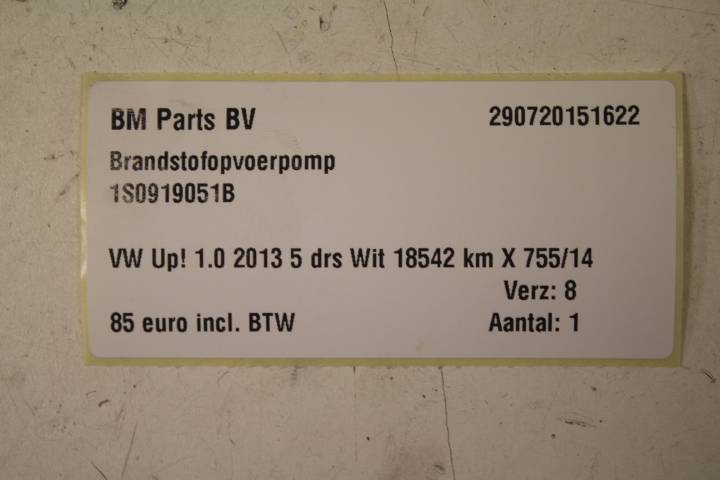 BM Parts BV 290720151622
Brandstofopvoerpomp
1S0919051B
VW Up! 1.0 2013 5 drs Wit 18542 km X 755/14
Verz: 8
85 euro incl. BTW Aantal: 1